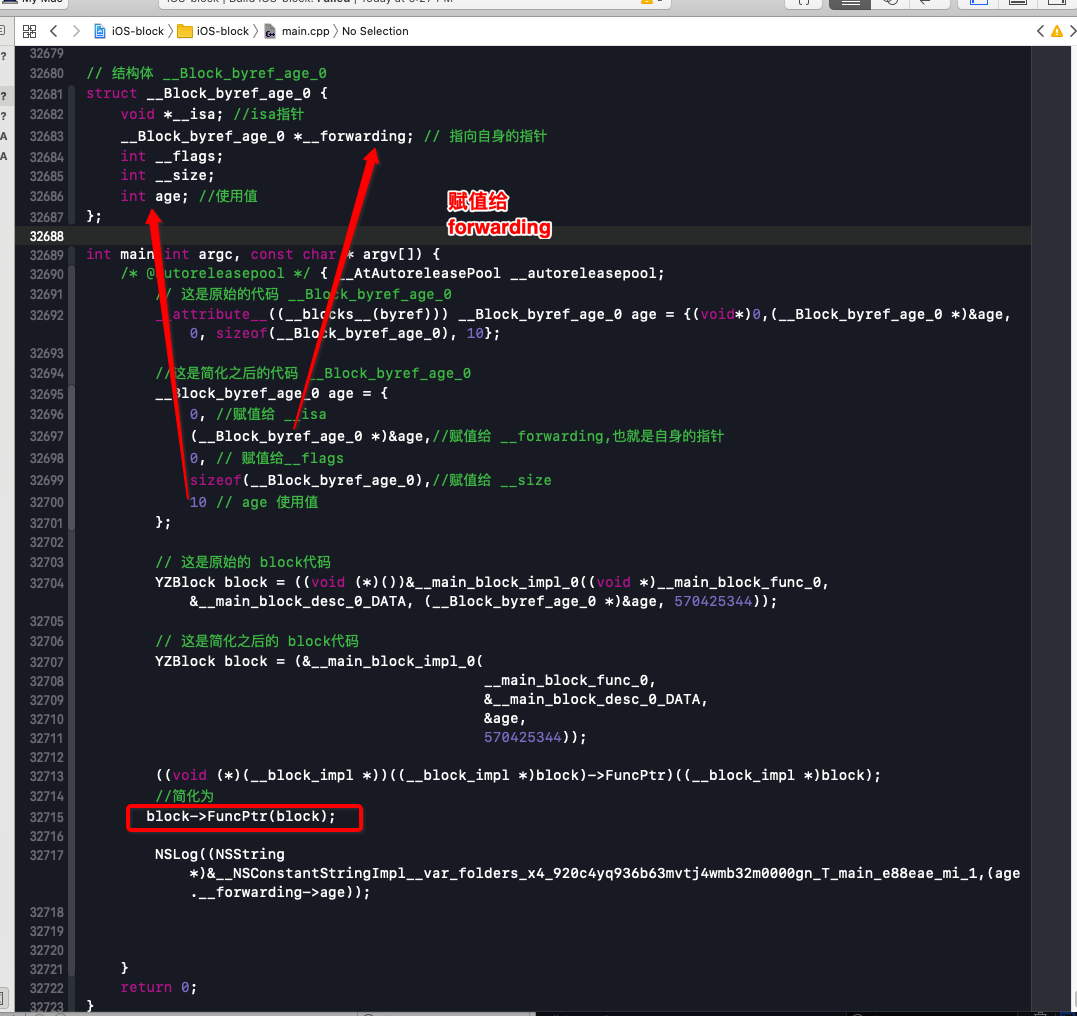 iOS-block › iOS-block › main.cpp › No Selection
32679
32680 // 结构体 __Block_byref_age_0
32681 struct __Block_byref_age_0 {
32682 void *__isa; //isa指针
32683 __Block_byref_age_0 *__forwarding; // 指向自身的指针
32684 int __flags;
32685 int __size;
32686 int age; //使用值
赋值给
forwarding
32687 };
32688
32689 int main(int argc, const char * argv[]) {
32690 /* @autoreleasepool */ { __AtAutoreleasePool __autoreleasepool;
32691 // 这是原始的代码 __Block_byref_age_0
32692 __attribute__((__blocks__(byref))) __Block_byref_age_0 age = {(void*)0,(__Block_byref_age_0 *)&age,
0, sizeof(__Block_byref_age_0), 10};
32693
32694 //这是简化之后的代码 __Block_byref_age_0
32695 __Block_byref_age_0 age = {
32696 0, //赋值给 __isa
32697 (__Block_byref_age_0 *)&age,//赋值给 __forwarding,也就是自身的指针
32698 0, // 赋值给__flags
32699 sizeof(__Block_byref_age_0),//赋值给 __size
32700 10 // age 使用值
32701 };
32702
32703 // 这是原始的 block代码
32704 YZBlock block = ((void (*)())&__main_block_impl_0((void *)__main_block_func_0,
&__main_block_desc_0_DATA, (__Block_byref_age_0 *)&age, 570425344));
32705
32706 // 这是简化之后的 block代码
32707 YZBlock block = (&__main_block_impl_0(
32708 __main_block_func_0,
32709 &__main_block_desc_0_DATA,
32710 &age,
32711 570425344));
32712
32713 ((void (*)(__block_impl *))((__block_impl *)block)->FuncPtr)((__block_impl *)block);
32714 //简化为
32715 block->FuncPtr(block);
32716
32717 NSLog((NSString
*)&__NSConstantStringImpl__var_folders_x4_920c4yq936b63mvtj4wmb32m0000gn_T_main_e88eae_mi_1,(age
.__forwarding->age));
32718
32719
32720
32721 }
32722 return 0;
32723 }